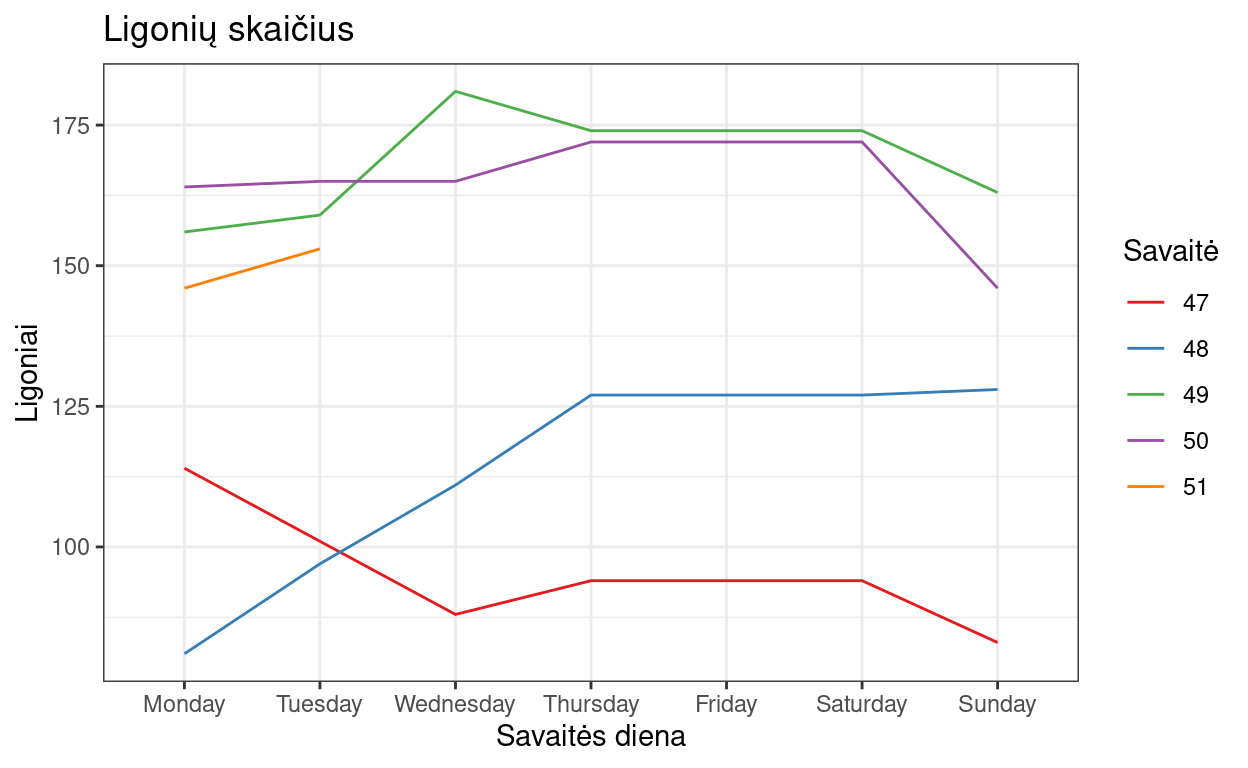 Ligonių skaičius
175
150
125
100
Ligoniai
Monday Tuesday Wednesday Thursday Friday Saturday Sunday
Savaitės diena
Savaitė
47
48
49
50
51